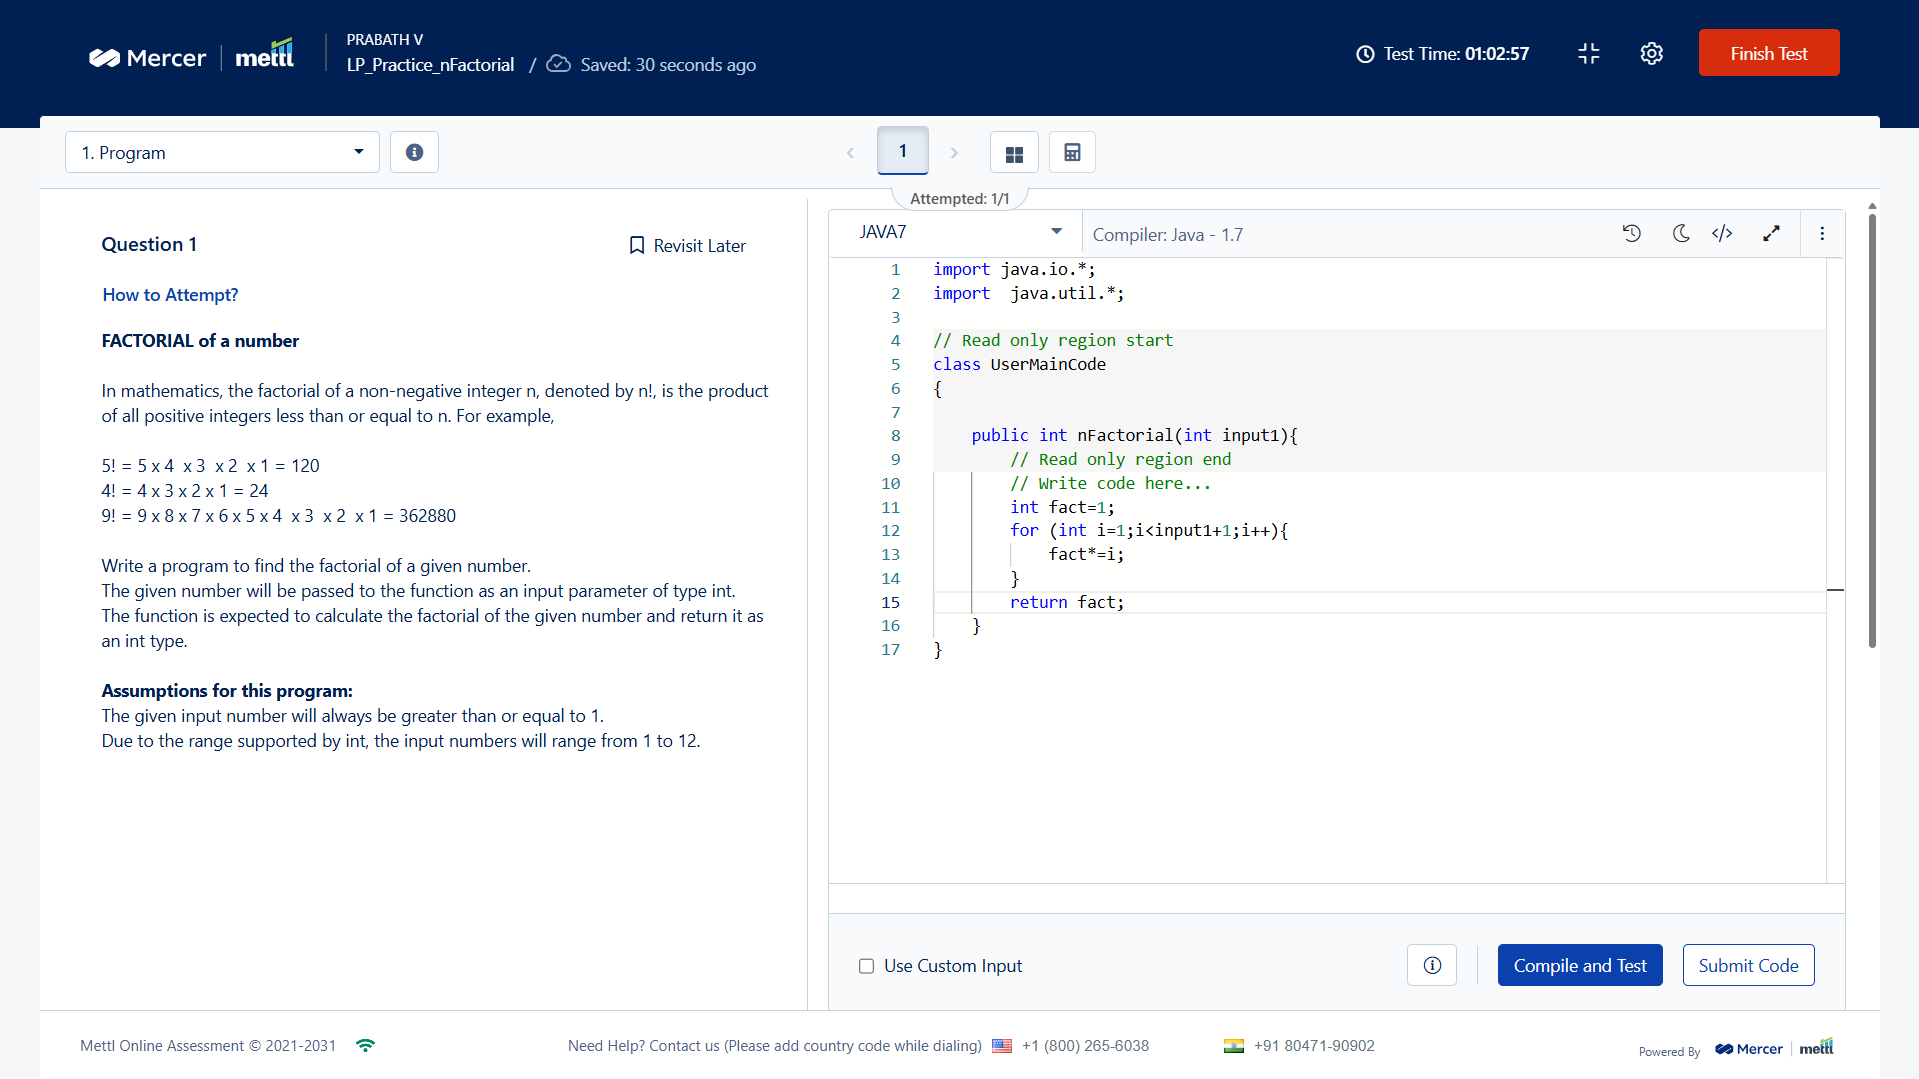 Mercer | mettl
PRABATH V
LP_Practice_nFactorial / Saved: 30 seconds ago
Test Time: 01:02:57
Finish Test
1. Program
1
Attempted: 1/1
Question 1
Revisit Later
How to Attempt?
FACTORIAL of a number
In mathematics, the factorial of a non-negative integer n, denoted by n!, is the product
of all positive integers less than or equal to n. For example,
5! = 5 x 4  x 3  x 2  x 1 = 120
4! = 4 x 3 x 2 x 1 = 24
9! = 9 x 8 x 7 x 6 x 5 x 4  x 3  x 2  x 1 = 362880
Write a program to find the factorial of a given number.
The given number will be passed to the function as an input parameter of type int.
The function is expected to calculate the factorial of the given number and return it as
an int type.
Assumptions for this program:
The given input number will always be greater than or equal to 1.
Due to the range supported by int, the input numbers will range from 1 to 12.
JAVA7
Compiler: Java - 1.7
1 import java.io.*;
2 import  java.util.*;
3
4 // Read only region start
5 class UserMainCode
6 {
7
8     public int nFactorial(int input1){
9         // Read only region end
10         // Write code here...
11         int fact=1;
12         for (int i=1;i<input1+1;i++){
13             fact*=i;
14         }
15         return fact;
16     }
17 }
Use Custom Input
Compile and Test
Submit Code
Mettl Online Assessment © 2021-2031
Need Help? Contact us (Please add country code while dialing) +1 (800) 265-6038
+91 80471-90902
Powered By Mercer | mettl